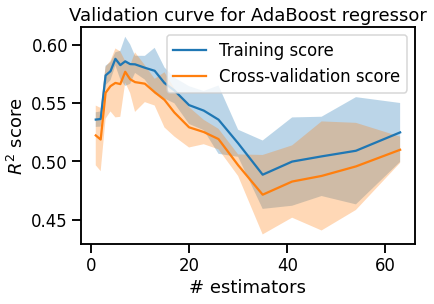 Validation curve for AdaBoost regressor
Training score
Cross-validation score
R² score
0.60
0.55
0.50
0.45
0 20 40 60
# estimators